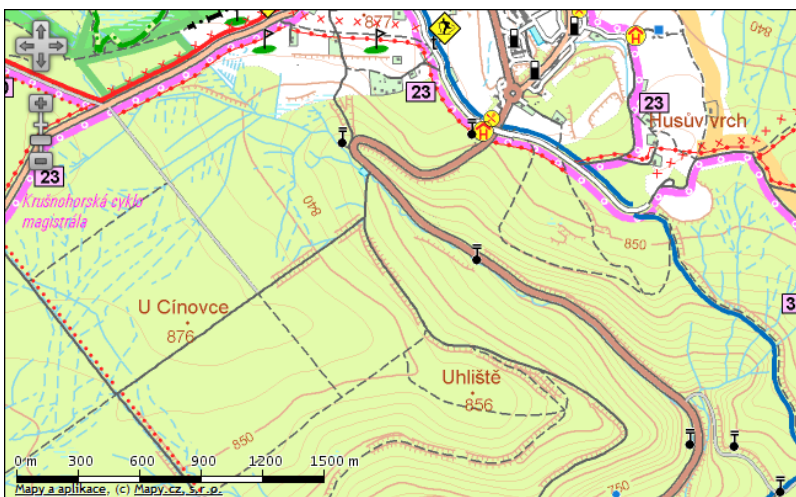 877
840
23
23
Husův vrch
23
Krušnohorská cyklo
magistrála
840
850
U Cínovce
876
Uhliště
856
850
750
0 m 300 600 900 1200 1500 m
Mapy a aplikace, (c) Mapy.cz, s.r.o.